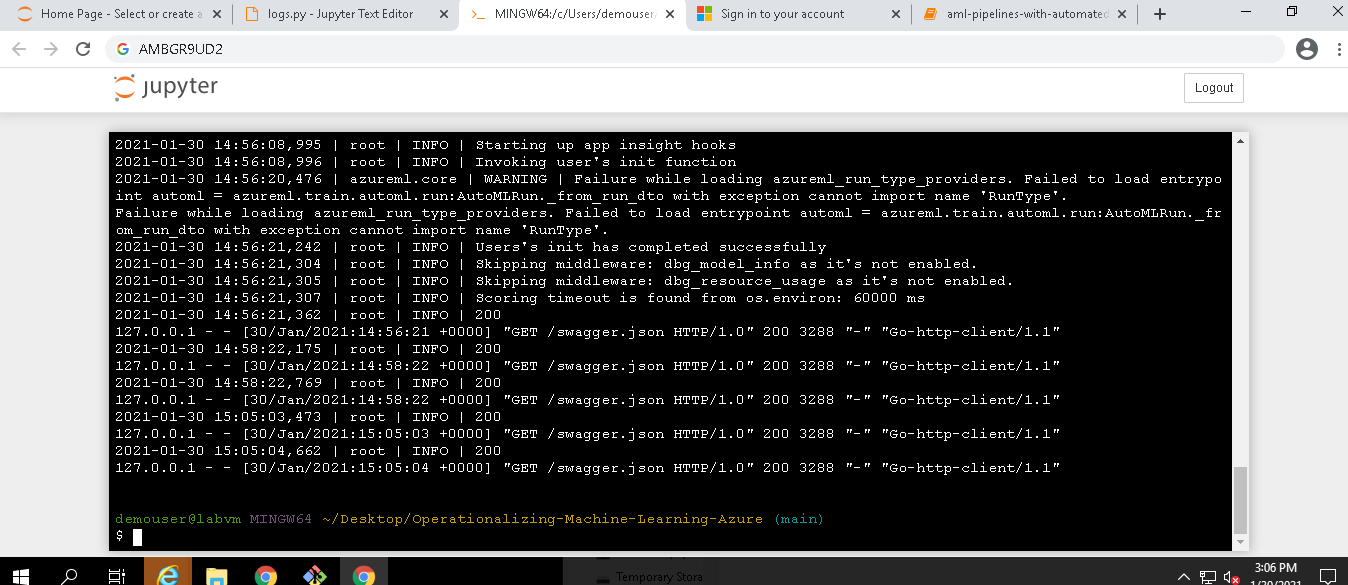 Home Page - Select or create a
logs.py - Jupyter Text Editor
MINGW64:/c/Users/demouser/
Sign in to your account
aml-pipelines-with-automated
AMBGR9UD2
jupyter
Logout
2021-01-30 14:56:08,995 | root | INFO | Starting up app insight hooks
2021-01-30 14:56:08,996 | root | INFO | Invoking user's init function
2021-01-30 14:56:20,476 | azureml.core | WARNING | Failure while loading azureml_run_type_providers. Failed to load entrypo
int automl = azureml.train.automl.run:AutoMLRun._from_run_dto with exception cannot import name 'RunType'.
Failure while loading azureml_run_type_providers. Failed to load entrypoint automl = azureml.train.automl.run:AutoMLRun._fr
om_run_dto with exception cannot import name 'RunType'.
2021-01-30 14:56:21,242 | root | INFO | Users's init has completed successfully
2021-01-30 14:56:21,304 | root | INFO | Skipping middleware: dbg_model_info as it's not enabled.
2021-01-30 14:56:21,305 | root | INFO | Skipping middleware: dbg_resource_usage as it's not enabled.
2021-01-30 14:56:21,307 | root | INFO | Scoring timeout is found from os.environ: 60000 ms
2021-01-30 14:56:21,362 | root | INFO | 200
127.0.0.1 - - [30/Jan/2021:14:56:21 +0000] "GET /swagger.json HTTP/1.0" 200 3288 "-" "Go-http-client/1.1"
2021-01-30 14:58:22,175 | root | INFO | 200
127.0.0.1 - - [30/Jan/2021:14:58:22 +0000] "GET /swagger.json HTTP/1.0" 200 3288 "-" "Go-http-client/1.1"
2021-01-30 14:58:22,769 | root | INFO | 200
127.0.0.1 - - [30/Jan/2021:14:58:22 +0000] "GET /swagger.json HTTP/1.0" 200 3288 "-" "Go-http-client/1.1"
2021-01-30 15:05:03,473 | root | INFO | 200
127.0.0.1 - - [30/Jan/2021:15:05:03 +0000] "GET /swagger.json HTTP/1.0" 200 3288 "-" "Go-http-client/1.1"
2021-01-30 15:05:04,662 | root | INFO | 200
127.0.0.1 - - [30/Jan/2021:15:05:04 +0000] "GET /swagger.json HTTP/1.0" 200 3288 "-" "Go-http-client/1.1"
demouser@labvm MINGW64 ~/Desktop/Operationalizing-Machine-Learning-Azure (main)
$
Temporary Stora
3:06 PM
1/30/2021